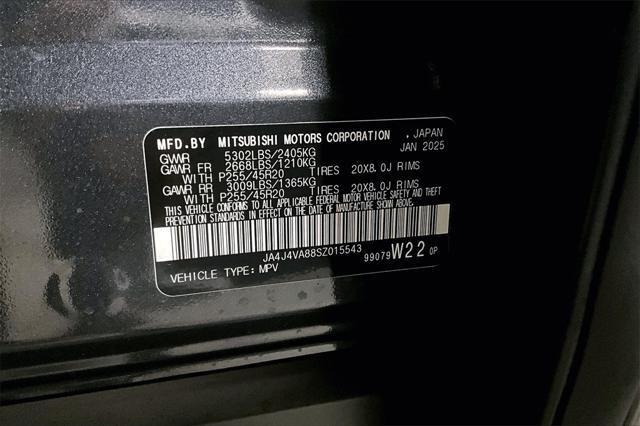 MFD.BY MITSUBISHI MOTORS CORPORATION , JAPAN
GVWR 5302LBS/2405KG JAN 2025
GAWR FR 2668LBS/1210KG
WITH P255/45R20 TIRES 20X8.0J RIMS
GAWR RR 3009LBS/1365KG
WITH P255/45R20 TIRES 20X8.0J RIMS
THIS VEHICLE CONFORMS TO ALL APPLICABLE FEDERAL MOTOR VEHICLE SAFETY AND THEFT
PREVENTION STANDARDS IN EFFECT ON THE DATE OF MANUFACTURE SHOWN ABOVE.
JA4J4VA88SZ015543
99079W22 0P
VEHICLE TYPE:MPV